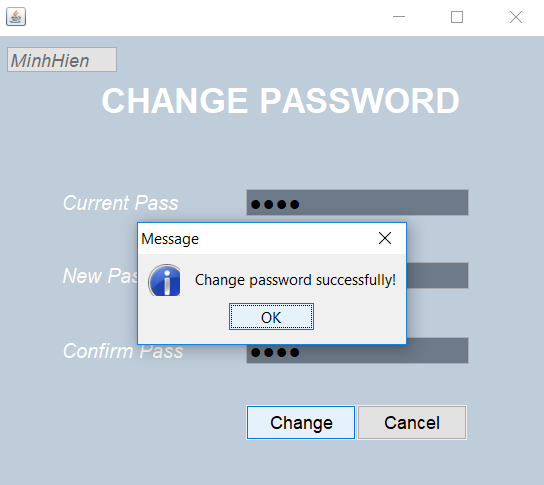 MinhHien
CHANGE PASSWORD
Current Pass
Message
New Pas
Change password successfully!
OK
Confirm Pass
Change
Cancel